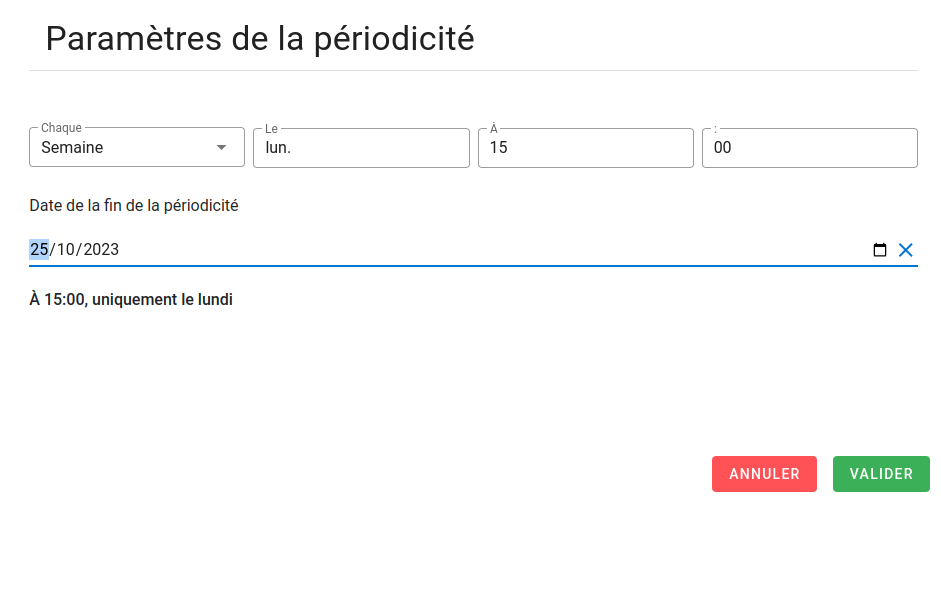 Paramètres de la périodicité
Chaque Le À :
Semaine lun. 15 00
Date de la fin de la périodicité
25/10/2023
À 15:00, uniquement le lundi
ANNULER VALIDER